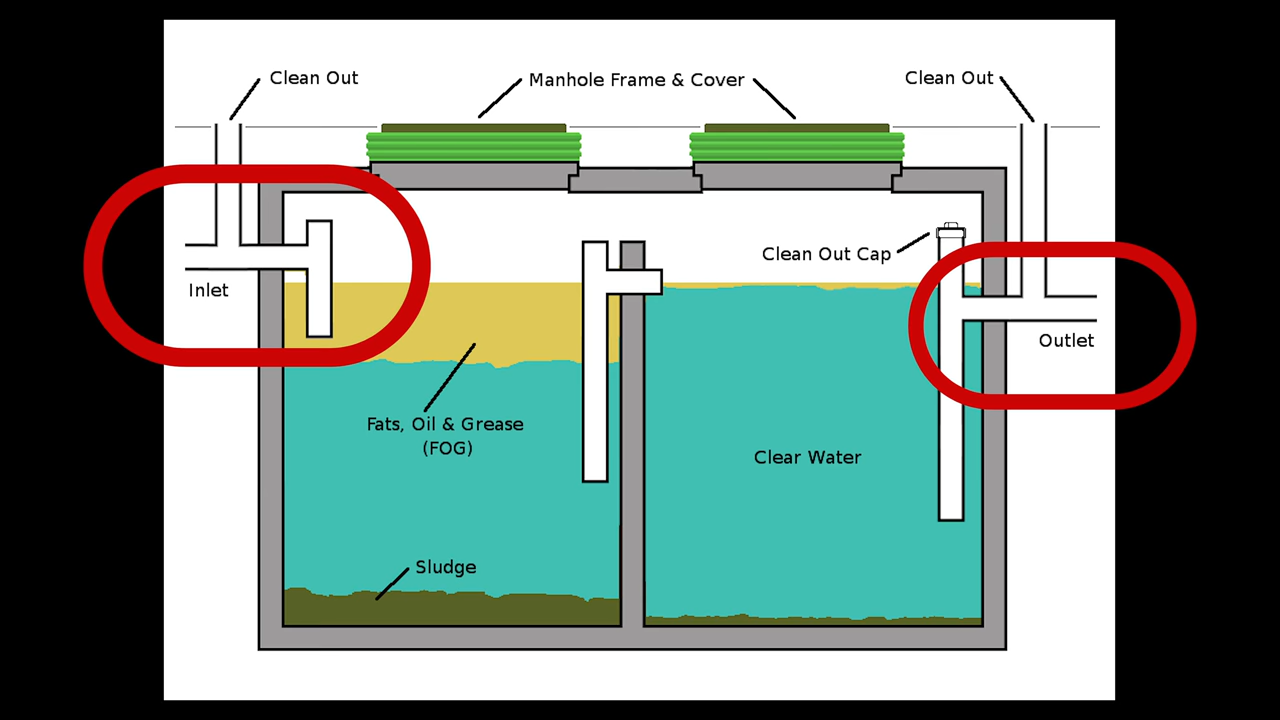 Clean Out
Manhole Frame & Cover
Clean Out
Clean Out Cap
Inlet
Outlet
Fats, Oil & Grease
(FOG)
Clear Water
Sludge